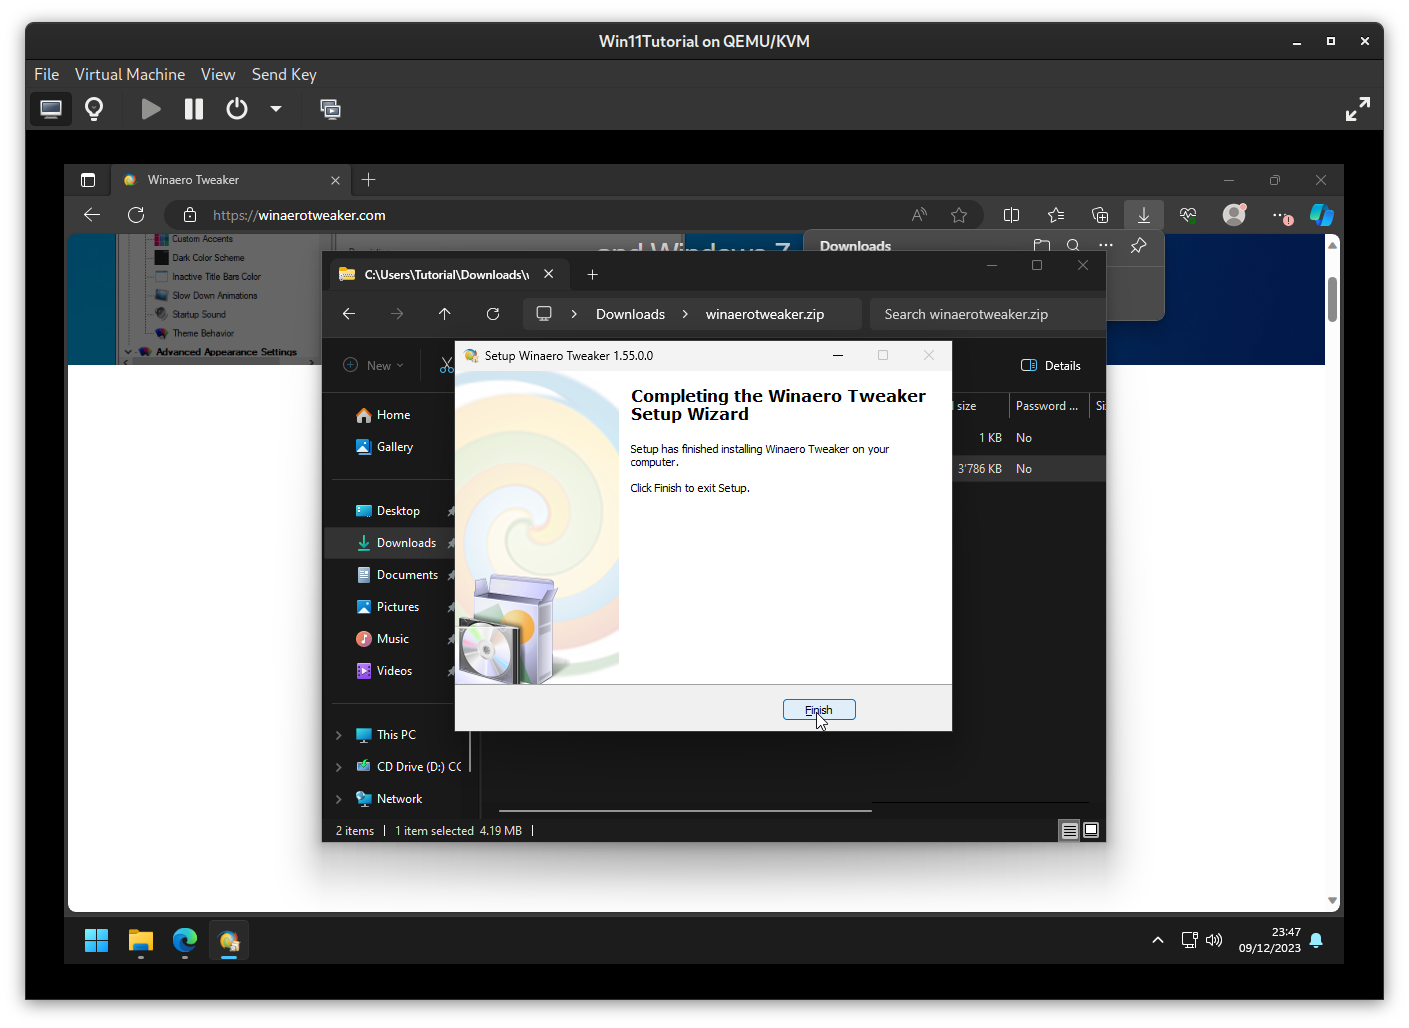 Win11Tutorial on QEMU/KVM
File Virtual Machine View Send Key
Winaero Tweaker
https://winaerotweaker.com
Custom Accents
Dark Color Scheme
Inactive Title Bars Color
Slow Down Animations
Startup Sound
Theme Behavior
Advanced Appearance Settings
and Windows 7
Downloads
C:\Users\Tutorial\Downloads\
Downloads > winaerotweaker.zip
Search winaerotweaker.zip
New
Details
size Password ... Si
1 KB No
3'786 KB No
Home
Gallery
Desktop
Downloads
Documents
Pictures
Music
Videos
This PC
CD Drive (D:) CC
Network
2 items 1 item selected 4.19 MB
Setup Winaero Tweaker 1.55.0.0
Completing the Winaero Tweaker
Setup Wizard
Setup has finished installing Winaero Tweaker on your
computer.
Click Finish to exit Setup.
Finish
23:47
09/12/2023